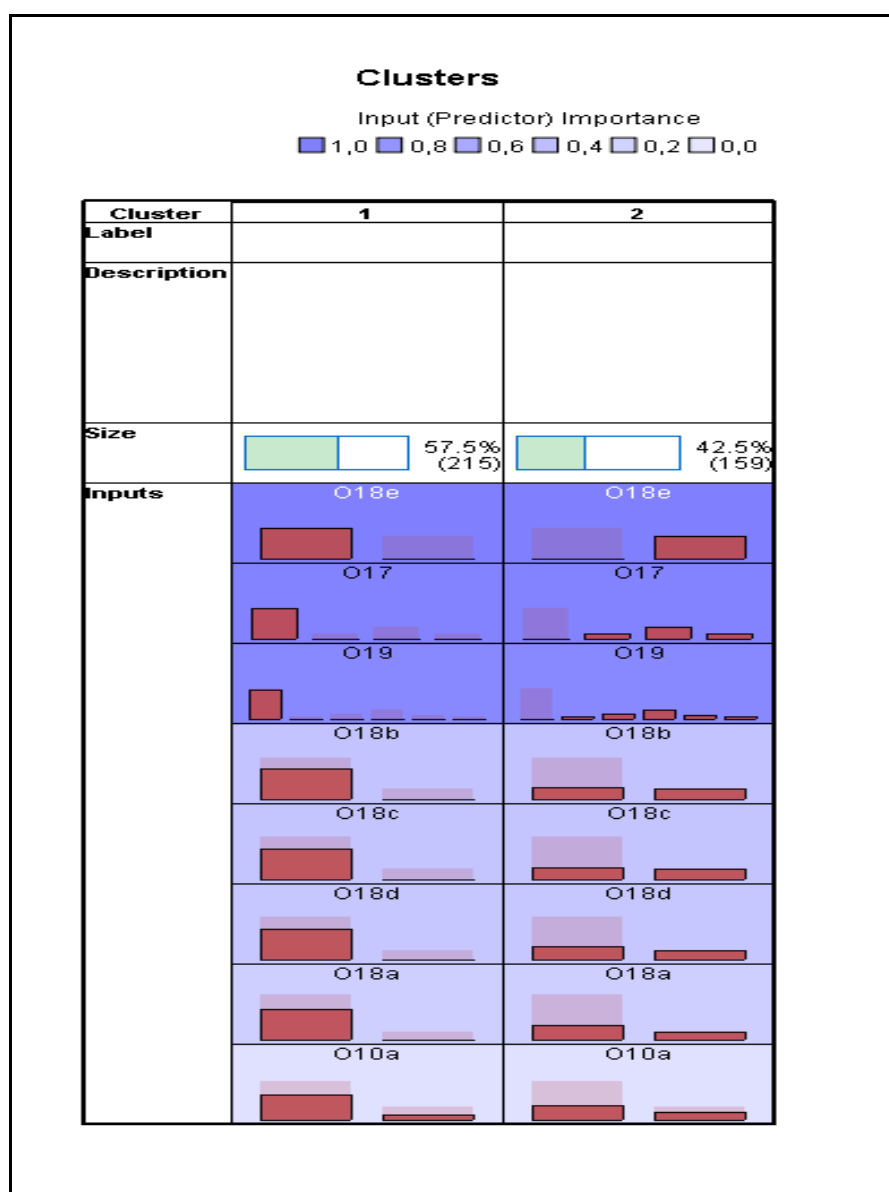 Clusters
Input (Predictor) Importance
1,0 0,8 0,6 0,4 0,2 0,0
Cluster 1 2
Label
Description
Size 57.5% (215) 42.5% (159)
Inputs O18e O18e
O17 O17
O19 O19
O18b O18b
O18c O18c
O18d O18d
O18a O18a
O10a O10a